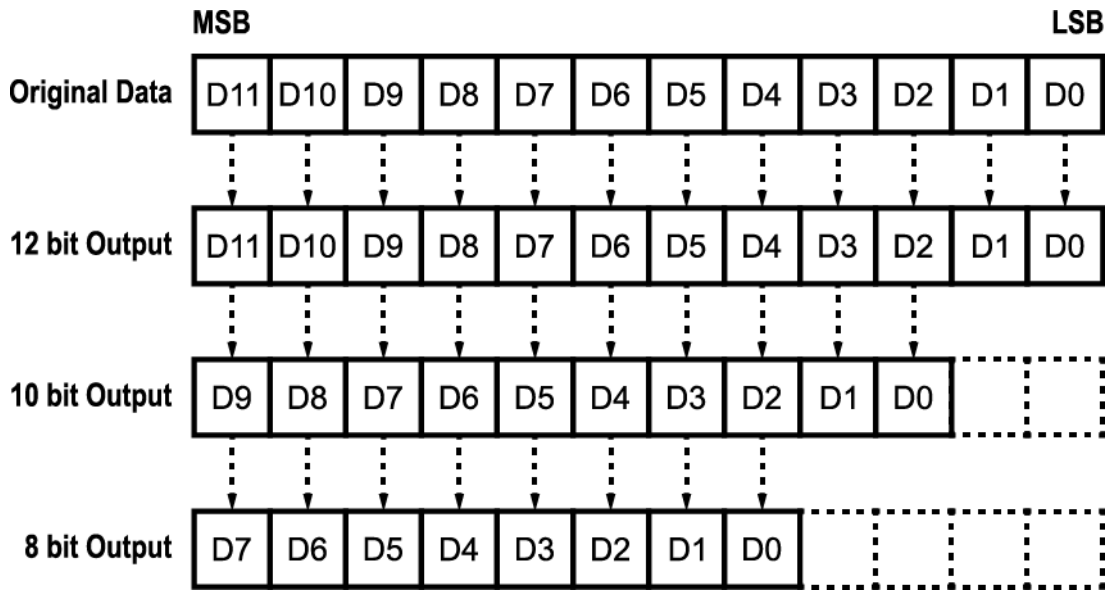 MSB LSB
Original Data D11 D10 D9 D8 D7 D6 D5 D4 D3 D2 D1 D0
12 bit Output D11 D10 D9 D8 D7 D6 D5 D4 D3 D2 D1 D0
10 bit Output D9 D8 D7 D6 D5 D4 D3 D2 D1 D0
8 bit Output D7 D6 D5 D4 D3 D2 D1 D0